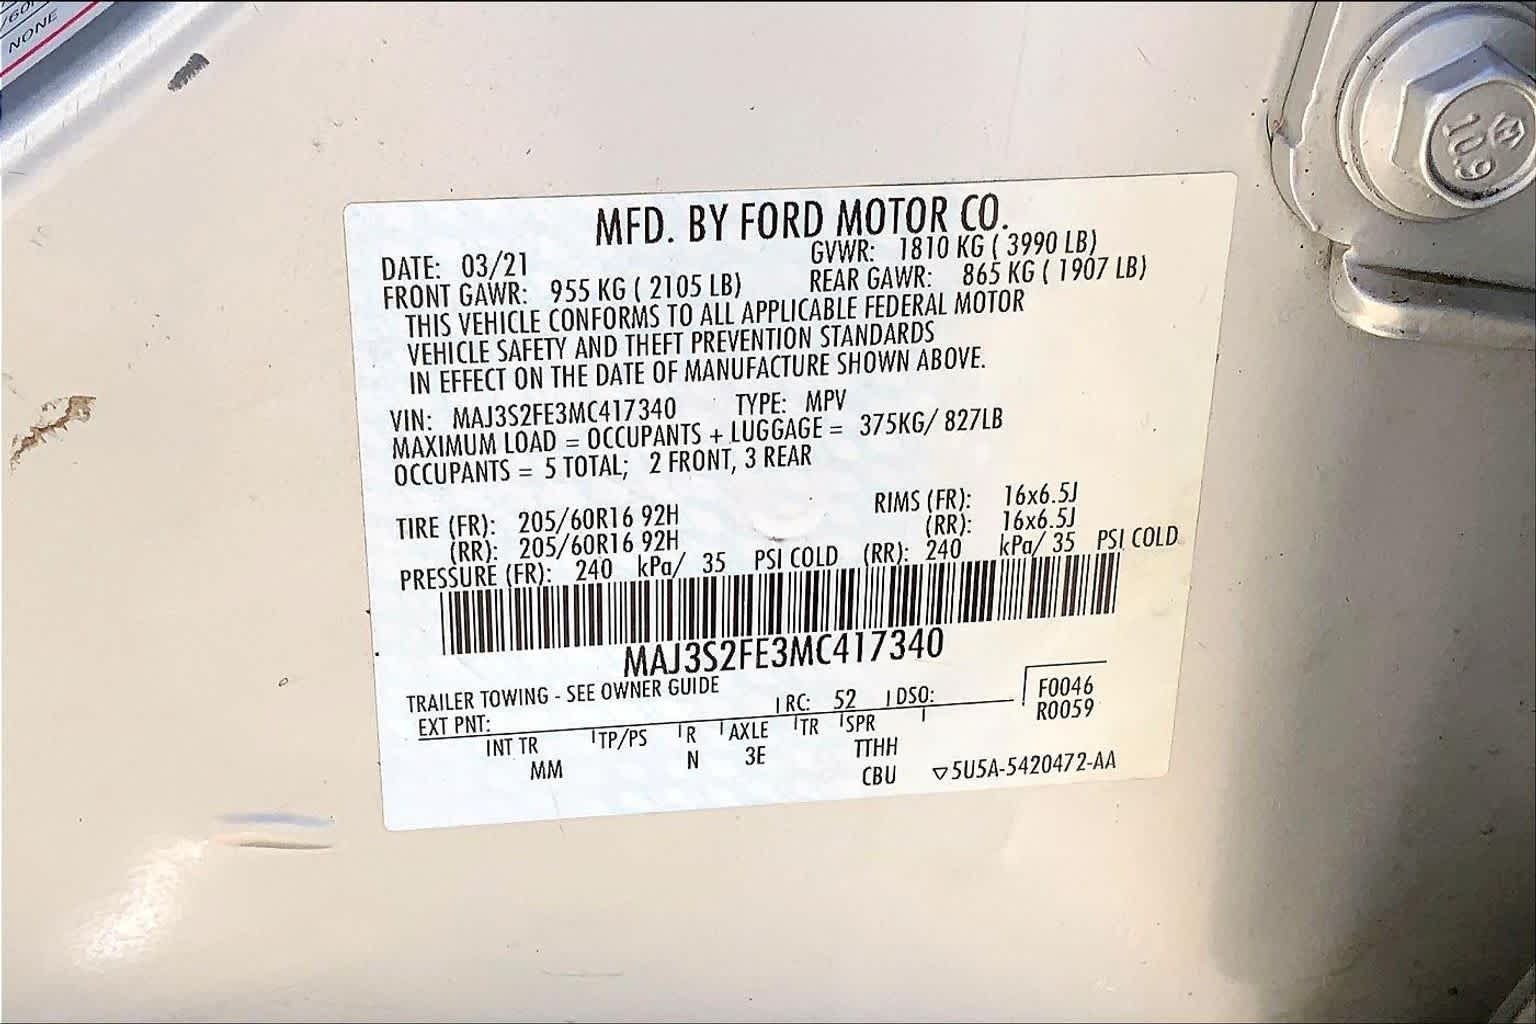 /60
NONE
10.9
MFD. BY FORD MOTOR CO.
DATE: 03/21 GVWR: 1810 KG ( 3990 LB)
FRONT GAWR: 955 KG ( 2105 LB) REAR GAWR: 865 KG ( 1907 LB)
THIS VEHICLE CONFORMS TO ALL APPLICABLE FEDERAL MOTOR
VEHICLE SAFETY AND THEFT PREVENTION STANDARDS
IN EFFECT ON THE DATE OF MANUFACTURE SHOWN ABOVE.
VIN: MAJ3S2FE3MC417340 TYPE: MPV
MAXIMUM LOAD = OCCUPANTS + LUGGAGE = 375KG/ 827LB
OCCUPANTS = 5 TOTAL; 2 FRONT, 3 REAR
TIRE (FR): 205/60R16 92H RIMS (FR): 16x6.5J
(RR): 205/60R16 92H (RR): 16x6.5J
PRESSURE (FR): 240 kPa/ 35 PSI COLD (RR): 240 kPa/ 35 PSI COLD
MAJ3S2FE3MC417340
TRAILER TOWING - SEE OWNER GUIDE
EXT PNT: RC: 52 DSO: F0046
R0059
INT TR TP/PS R AXLE TR SPR
MM N 3E TTHH
CBU ▽5U5A-5420472-AA